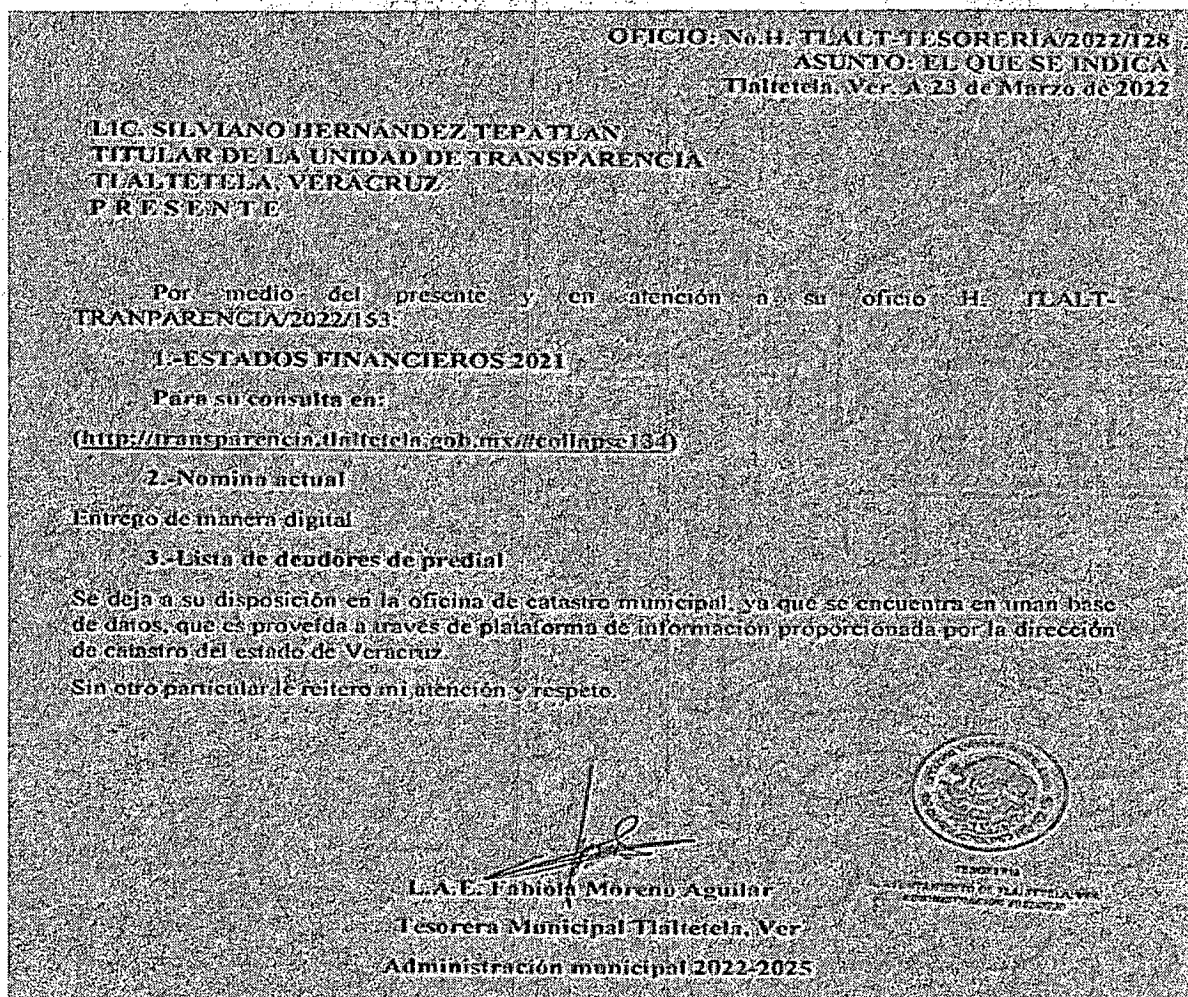 OFICIO: No.H. TLALT-TESORERÍA/2022/128
ASUNTO: EL QUE SE INDICA
Tlaltetela, Ver. A 23 de Marzo de 2022
LIC. SILVIANO HERNÁNDEZ TEPATLAN
TITULAR DE LA UNIDAD DE TRANSPARENCIA
TLALTETELA, VERACRUZ
P R E S E N T E
Por medio del presente y en atención a su oficio H. TLALT-
TRANPARENCIA/2022/153:
1.-ESTADOS FINANCIEROS 2021
Para su consulta en:
(http://transparencia.tlaltetela.gob.mx/#collapse134)
2.-Nomina actual
Entrego de manera digital
3.-Lista de deudores de predial
Se deja a su disposición en la oficina de catastro municipal, ya que se encuentra en unan base
de datos, que es proveída a través de plataforma de información proporcionada por la dirección
de catastro del estado de Veracruz.
Sin otro particular le reitero mi atención y respeto.
TESORERIA
AYUNTAMIENTO DE TLALTETELA, VER.
L.A.E. Fabiola Moreno Aguilar
Tesorera Municipal Tlaltetela, Ver
Administración municipal 2022-2025